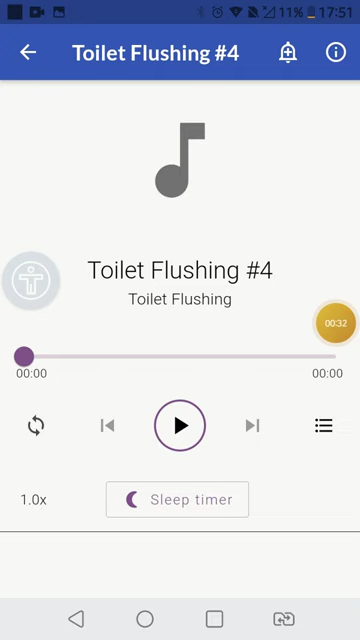 11% 17:51
Toilet Flushing #4
Toilet Flushing #4
Toilet Flushing
00:32
00:00 00:00
1.0x Sleep timer